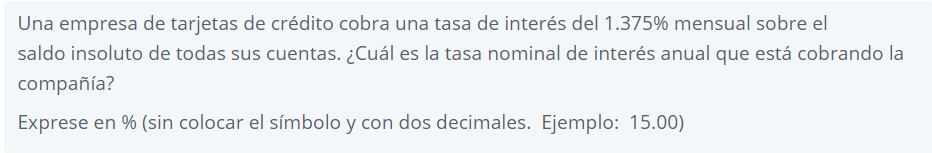 Una empresa de tarjetas de crédito cobra una tasa de interés del 1.375% mensual sobre el
saldo insoluto de todas sus cuentas. ¿Cuál es la tasa nominal de interés anual que está cobrando la
compañía?
Exprese en % (sin colocar el símbolo y con dos decimales.  Ejemplo:  15.00)